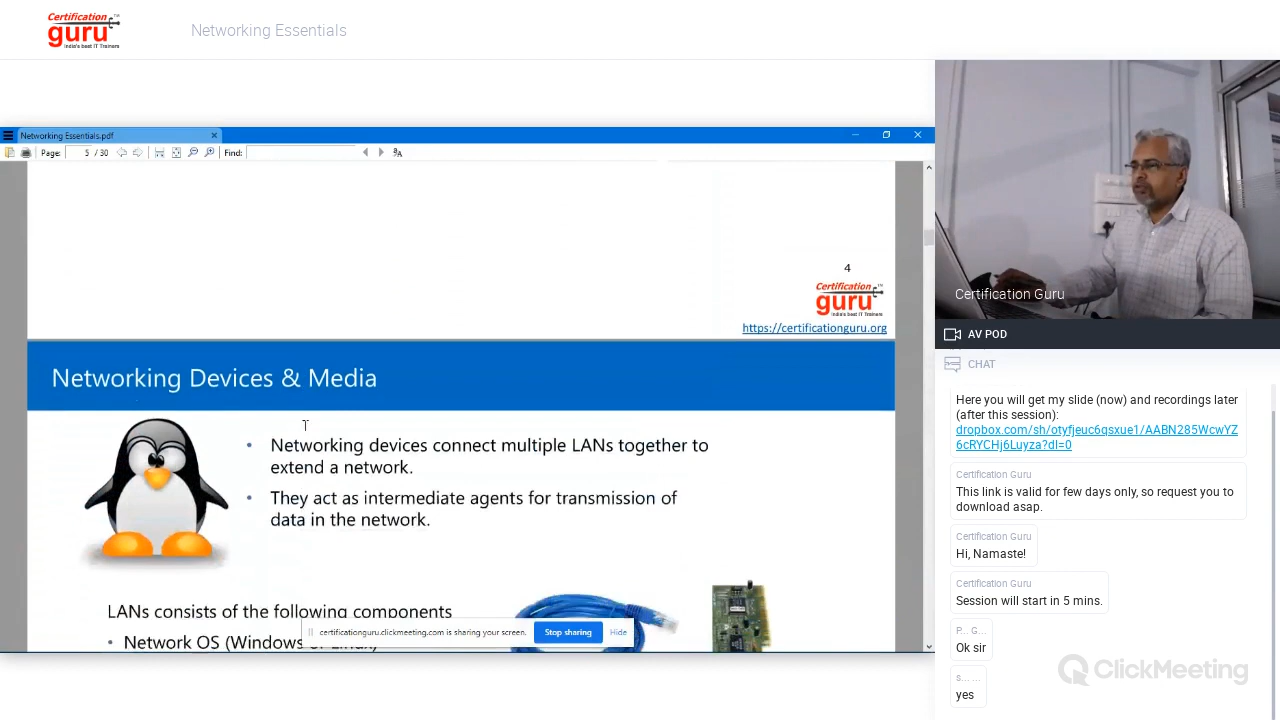 Certification
guru
India's best IT Trainers
Networking Essentials
Networking Essentials.pdf
Page: 5 / 30 Find:
4
Certification
guru
India's best IT Trainers
https://certificationguru.org
Networking Devices & Media
• Networking devices connect multiple LANs together to
extend a network.
• They act as intermediate agents for transmission of
data in the network.
LANs consists of the following components
• Network OS (Windows or Linux)
certificationguru.clickmeeting.com is sharing your screen. Stop sharing Hide
Certification Guru
AV POD
CHAT
Here you will get my slide (now) and recordings later
(after this session):
dropbox.com/sh/otyfjeuc6qsxue1/AABN285WcwYZ
6cRYCHj6Luyza?dl=0
Certification Guru
This link is valid for few days only, so request you to
download asap.
Certification Guru
Hi, Namaste!
Certification Guru
Session will start in 5 mins.
P... G...
Ok sir
s... ...
yes
ClickMeeting